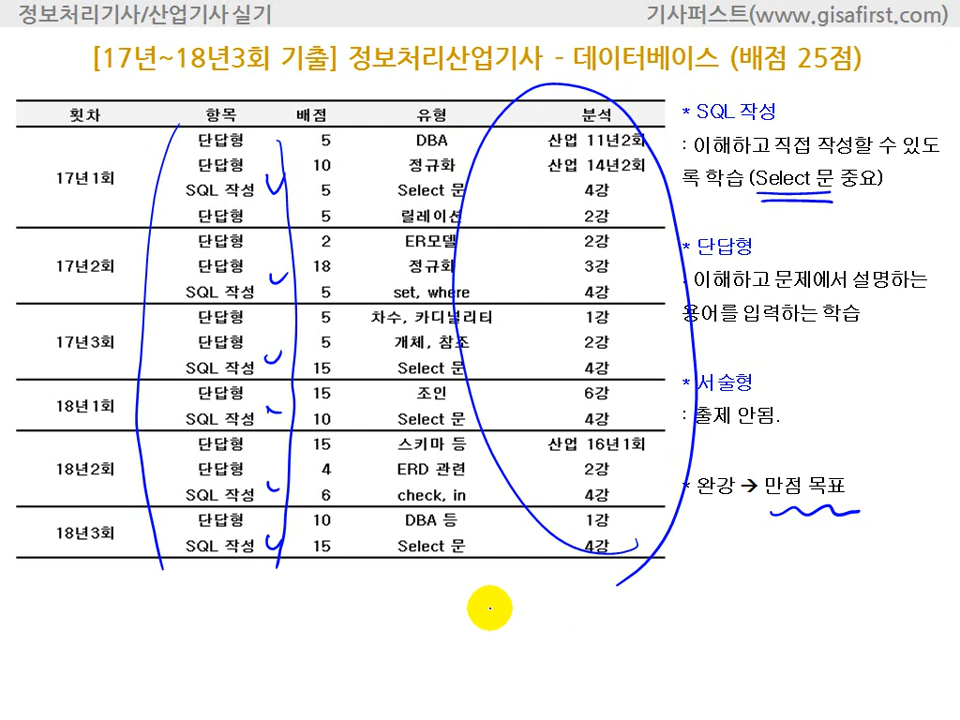 정보처리기사/산업기사 실기
기사퍼스트(www.gisafirst.com)
[17년~18년3회 기출] 정보처리산업기사 - 데이터베이스 (배점 25점)
횟차 항목 배점 유형 분석
17년1회 단답형 5 DBA 산업 11년2회
단답형 10 정규화 산업 14년2회
SQL 작성 5 Select 문 4강
단답형 5 릴레이션 2강
17년2회 단답형 2 ER모델 2강
단답형 18 정규화 3강
SQL 작성 5 set, where 4강
17년3회 단답형 5 차수, 카디널리티 1강
단답형 5 개체, 참조 2강
SQL 작성 15 Select 문 4강
18년1회 단답형 15 조인 6강
SQL 작성 10 Select 문 4강
18년2회 단답형 15 스키마 등 산업 16년1회
단답형 4 ERD 관련 2강
SQL 작성 6 check, in 4강
18년3회 단답형 10 DBA 등 1강
SQL 작성 15 Select 문 4강
* SQL 작성
: 이해하고 직접 작성할 수 있도
록 학습 (Select 문 중요)
* 단답형
: 이해하고 문제에서 설명하는
용어를 입력하는 학습
* 서술형
: 출제 안됨.
* 완강 → 만점 목표